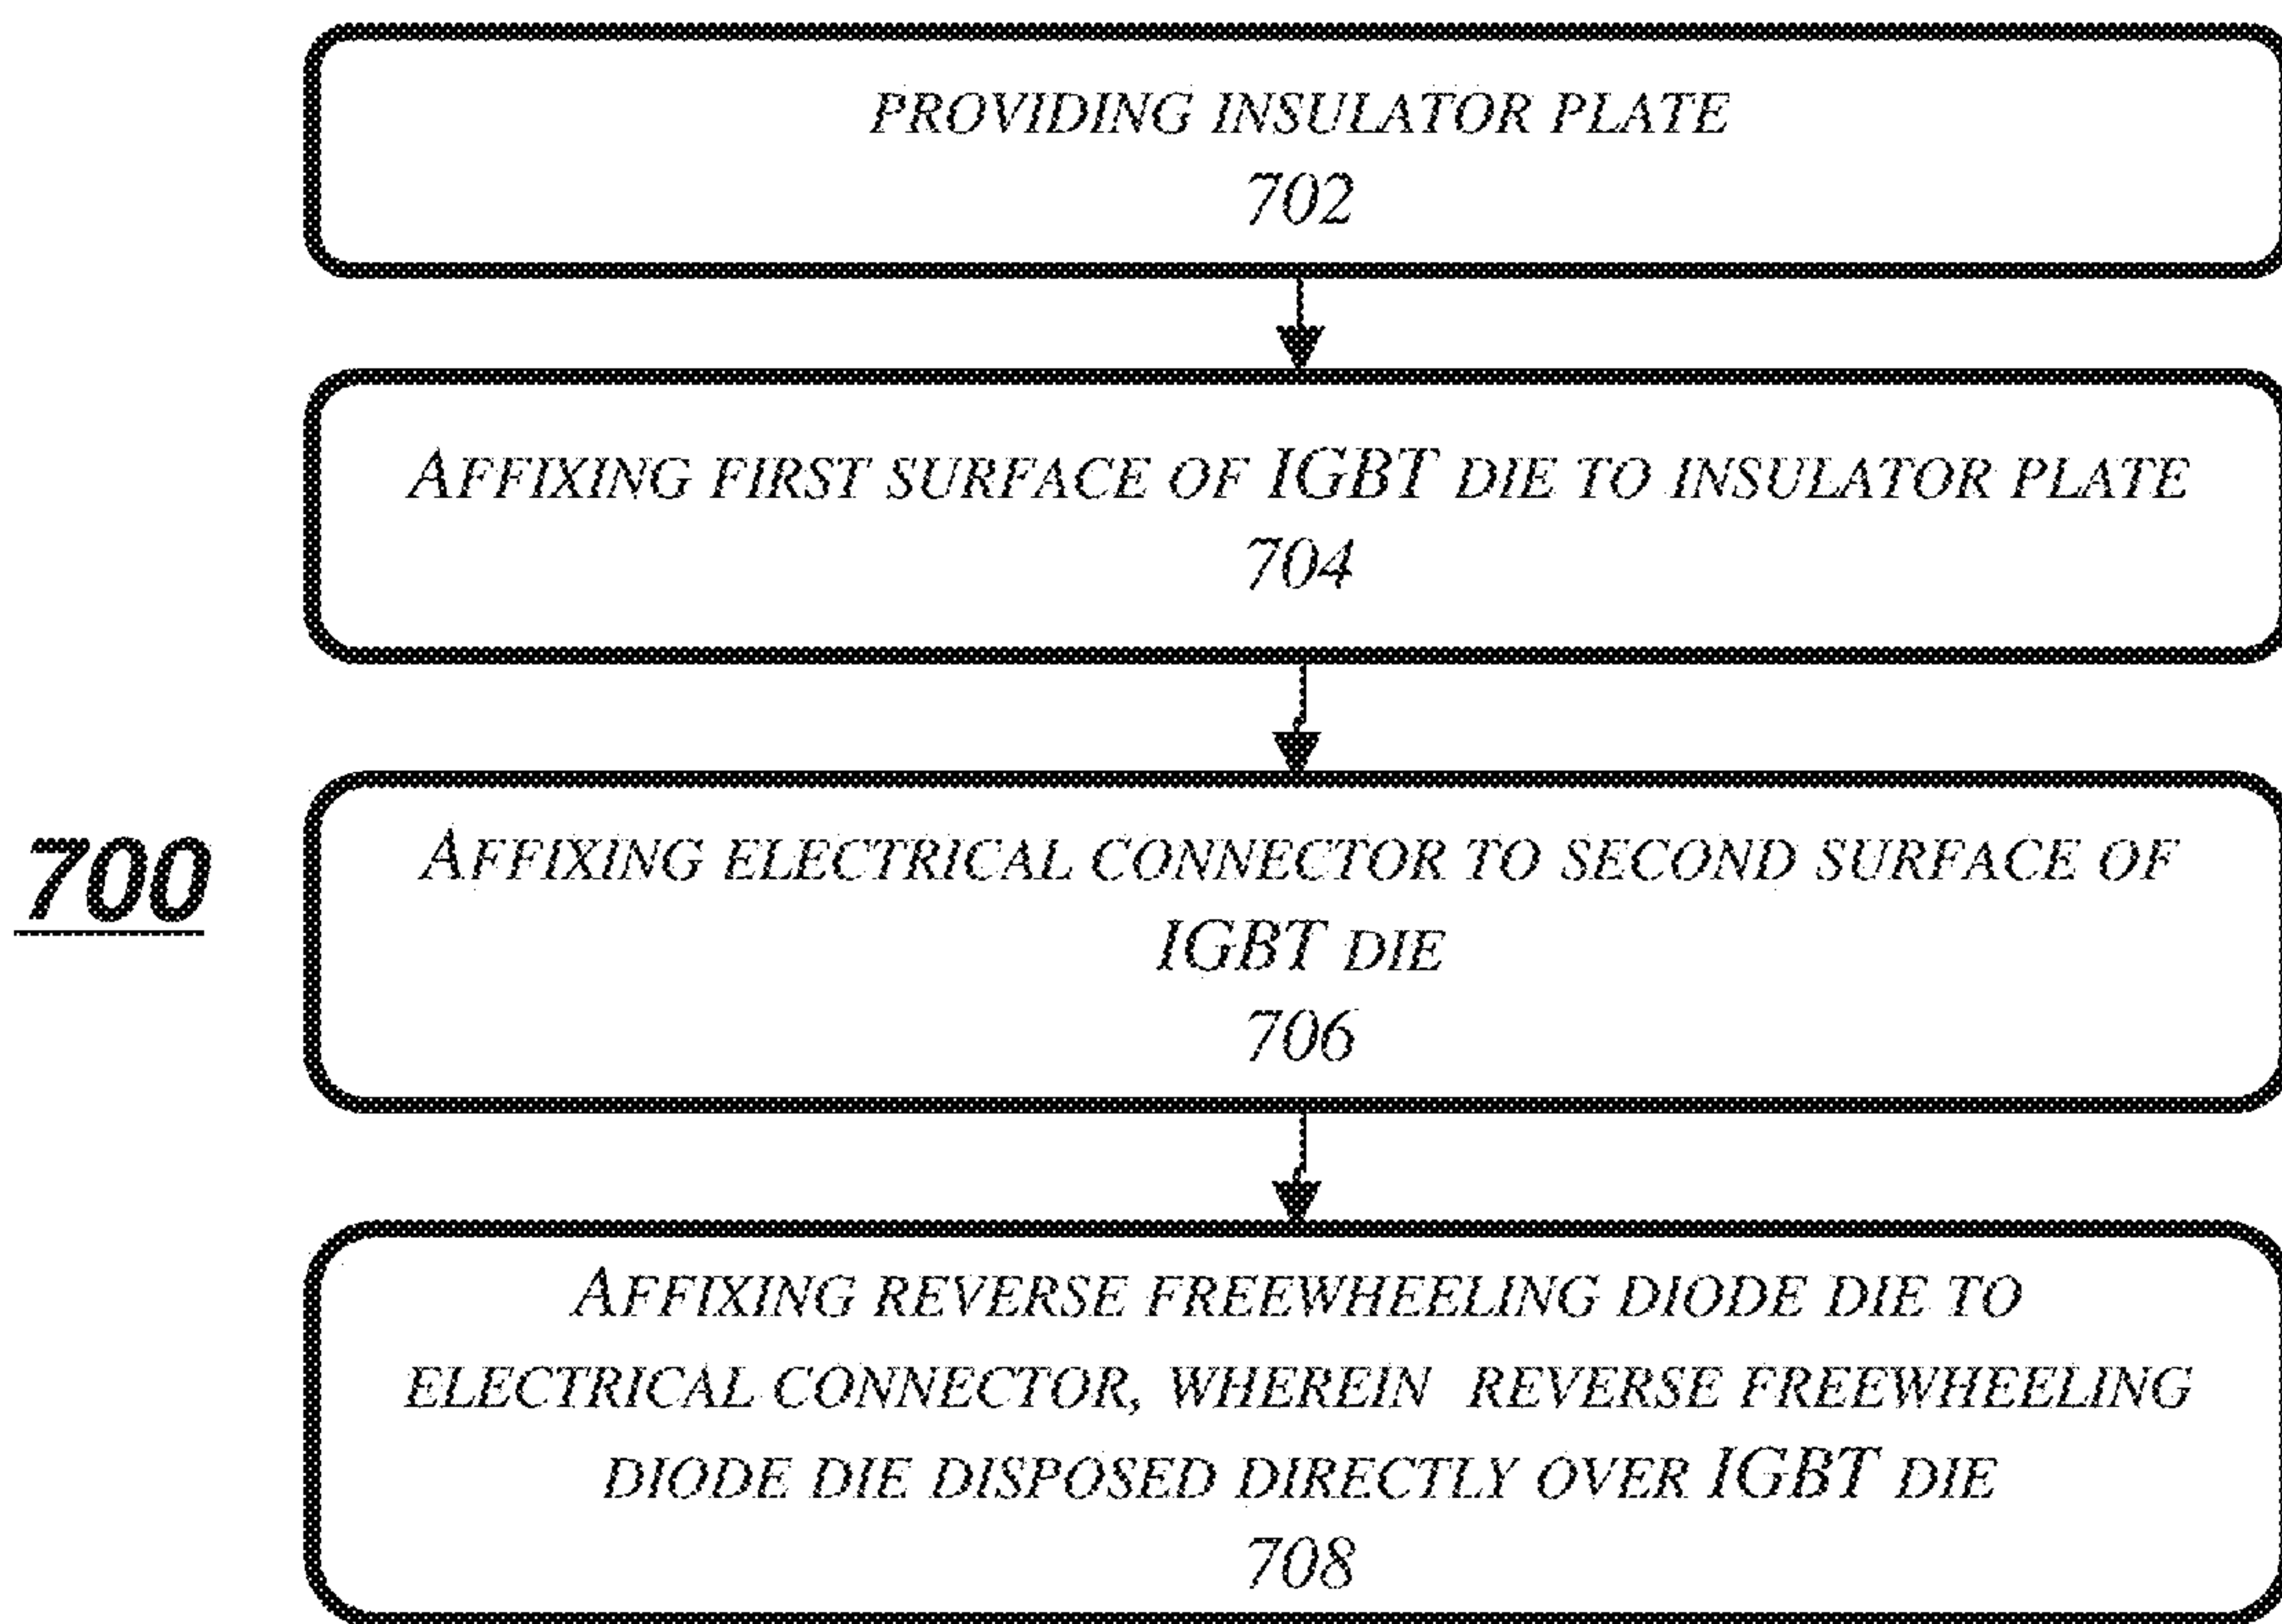 PROVIDING INSULATOR PLATE
702
AFFIXING FIRST SURFACE OF IGBT DIE TO INSULATOR PLATE
704
700
AFFIXING ELECTRICAL CONNECTOR TO SECOND SURFACE OF
IGBT DIE
706
AFFIXING REVERSE FREEWHEELING DIODE DIE TO
ELECTRICAL CONNECTOR, WHEREIN REVERSE FREEWHEELING
DIODE DIE DISPOSED DIRECTLY OVER IGBT DIE
708